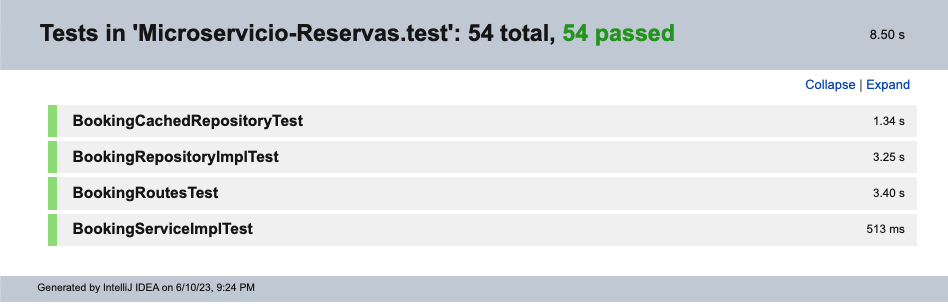 Tests in 'Microservicio-Reservas.test': 54 total, 54 passed 8.50 s
Collapse | Expand
BookingCachedRepositoryTest 1.34 s
BookingRepositoryImplTest 3.25 s
BookingRoutesTest 3.40 s
BookingServiceImplTest 513 ms
Generated by IntelliJ IDEA on 6/10/23, 9:24 PM